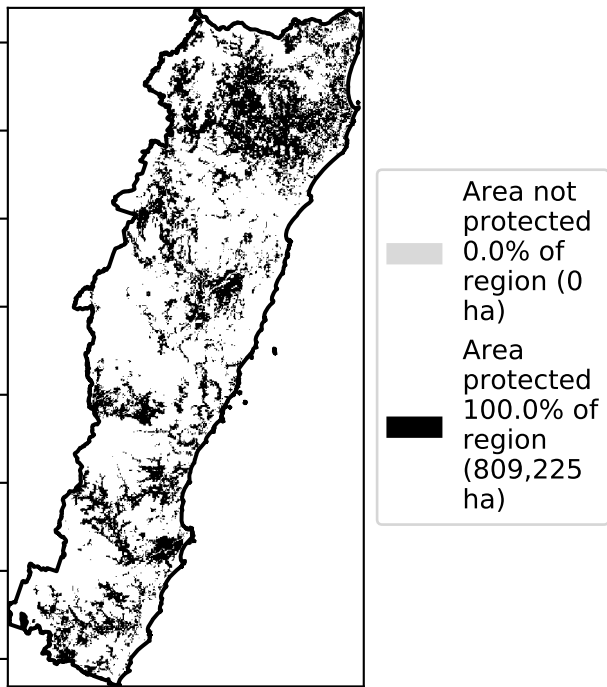 Area not
protected
0.0% of
region (0
ha)
Area
protected
100.0% of
region
(809,225
ha)